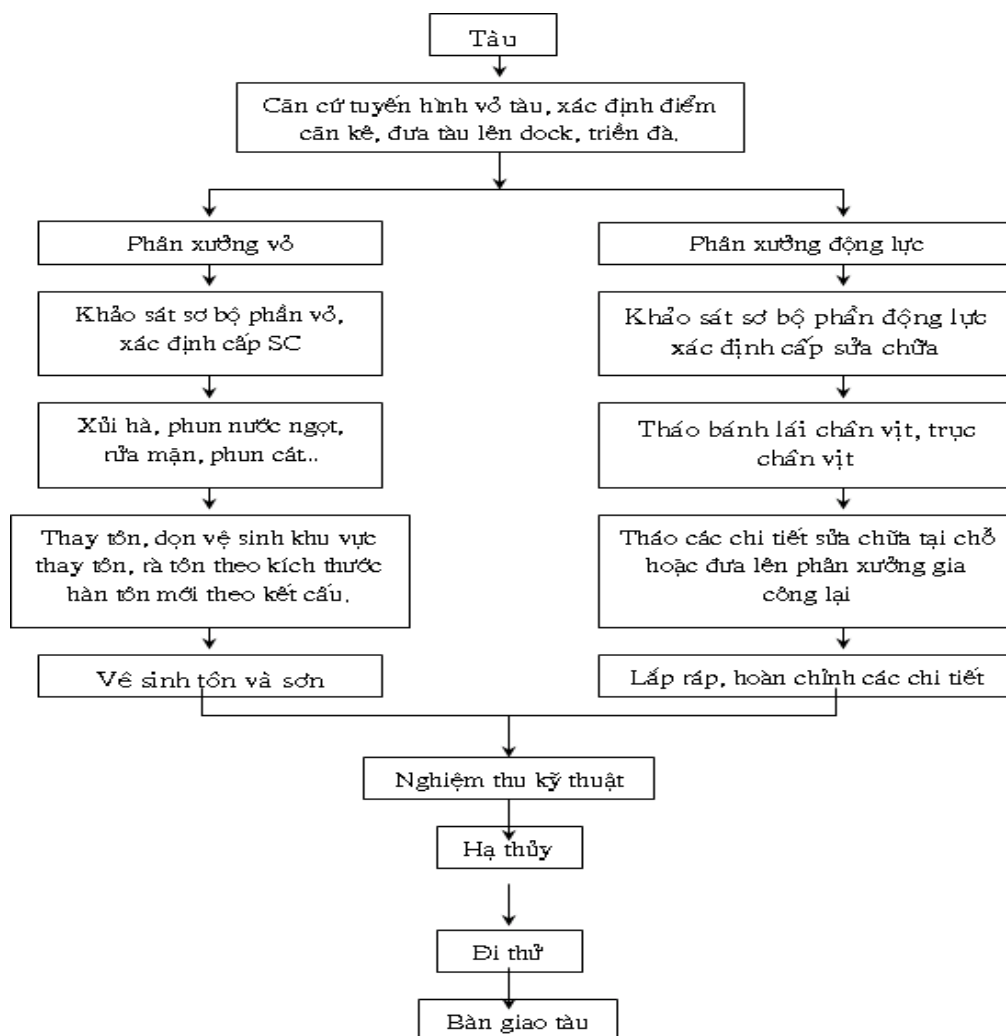 Tàu
Căn cứ tuyến hình vỏ tàu, xác định điểm
căn kê, đưa tàu lên dock, triền đà.
Phân xưởng vỏ
Khảo sát sơ bộ phần vỏ,
xác định cấp SC
Xủi hà, phun nước ngọt,
rửa mặn, phun cát...
Thay tôn, dọn vệ sinh khu vực
thay tôn, rà tôn theo kích thước
hàn tôn mới theo kết cấu.
Vê sinh tôn và sơn
Phân xưởng động lực
Khảo sát sơ bộ phần động lực
xác định cấp sửa chữa
Tháo bánh lái chân vịt, trục
chân vịt
Tháo các chi tiết sửa chữa tại chỗ
hoặc đưa lên phân xưởng gia
công lại
Lắp ráp, hoàn chỉnh các chi tiết
Nghiệm thu kỹ thuật
Hạ thủy
Đi thử
Bàn giao tàu